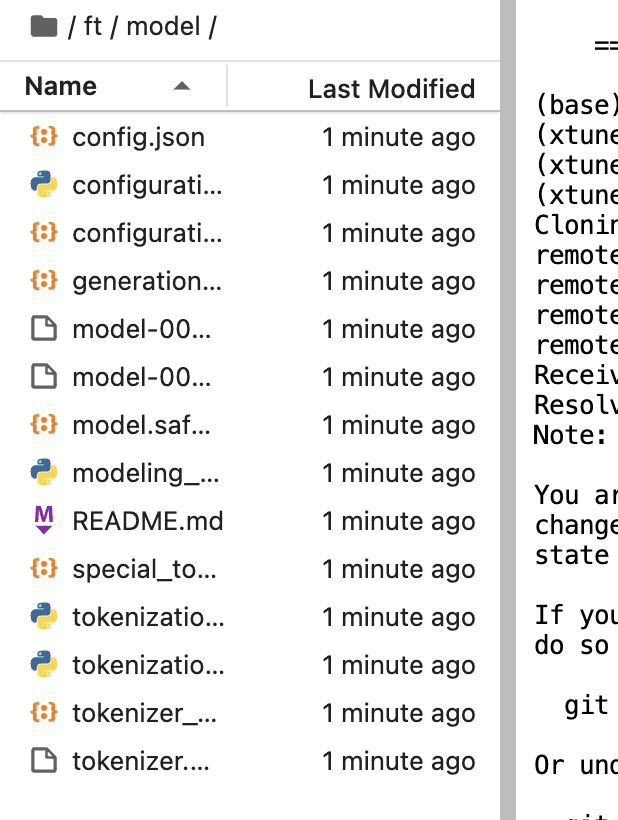 / ft / model /
Name Last Modified
config.json 1 minute ago
configurati... 1 minute ago
configurati... 1 minute ago
generation... 1 minute ago
model-00... 1 minute ago
model-00... 1 minute ago
model.saf... 1 minute ago
modeling_... 1 minute ago
README.md 1 minute ago
special_to... 1 minute ago
tokenizatio... 1 minute ago
tokenizatio... 1 minute ago
tokenizer_... 1 minute ago
tokenizer.... 1 minute ago
==
(base)
(xtune
(xtune
(xtune
Clonin
remote
remote
remote
remote
Receiv
Resolv
Note:
You ar
change
state
If you
do so
git
Or und
git